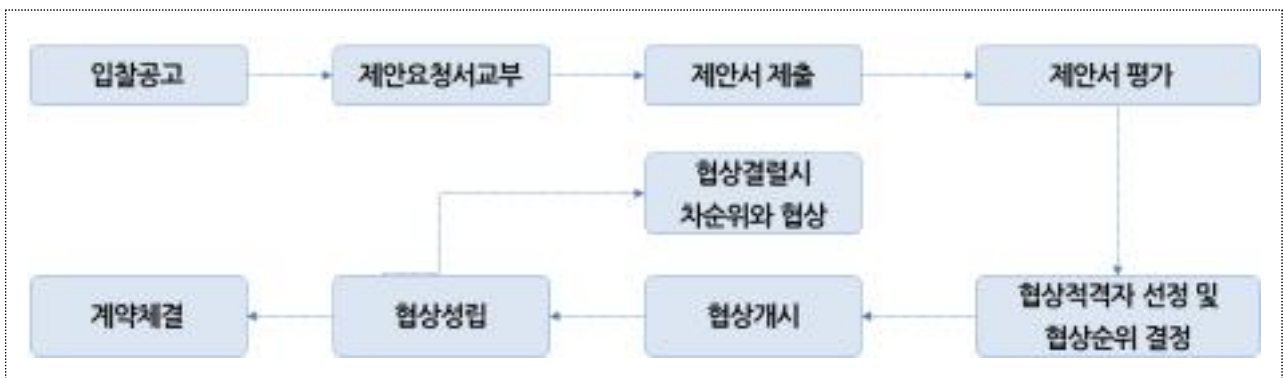 입찰공고
제안요청서교부
제안서 제출
제안서 평가
협상결렬시
차순위와 협상
협상적격자 선정 및
협상순위 결정
협상개시
협상성립
계약체결